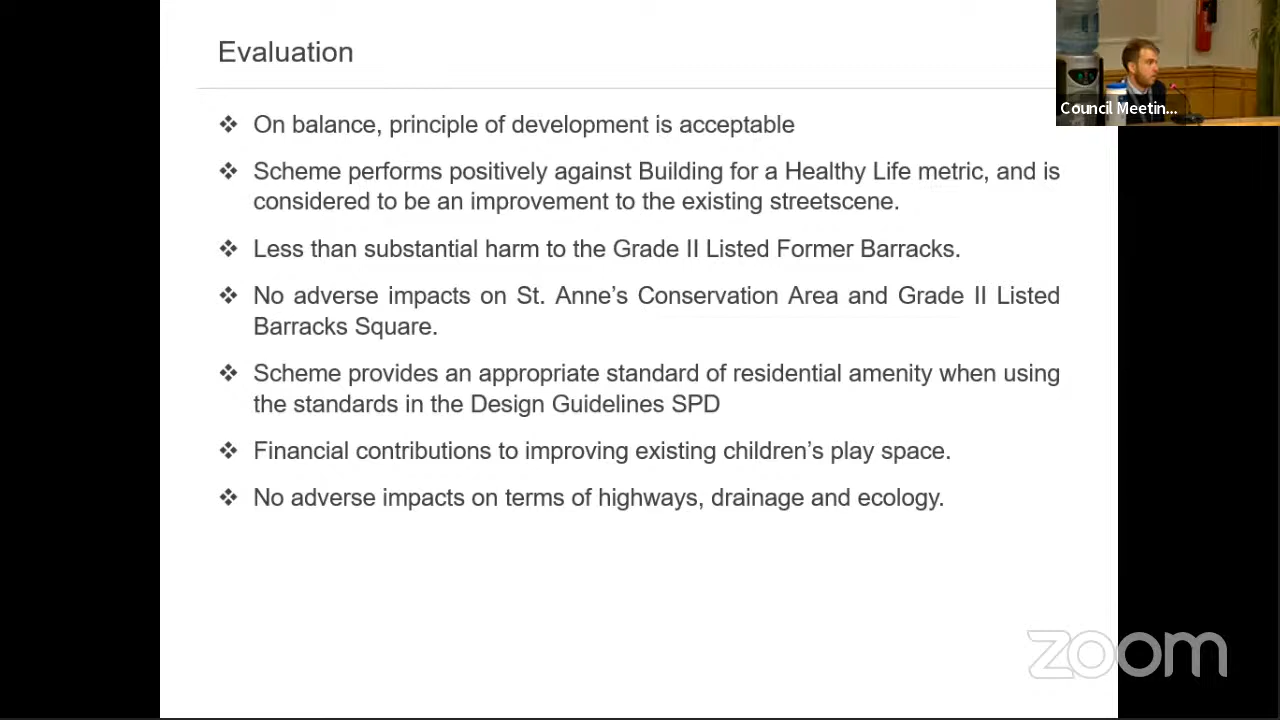 Evaluation
Council Meetin...
❖ On balance, principle of development is acceptable
❖ Scheme performs positively against Building for a Healthy Life metric, and is
considered to be an improvement to the existing streetscene.
❖ Less than substantial harm to the Grade II Listed Former Barracks.
❖ No adverse impacts on St. Anne's Conservation Area and Grade II Listed
Barracks Square.
❖ Scheme provides an appropriate standard of residential amenity when using
the standards in the Design Guidelines SPD
❖ Financial contributions to improving existing children's play space.
❖ No adverse impacts on terms of highways, drainage and ecology.
zoom